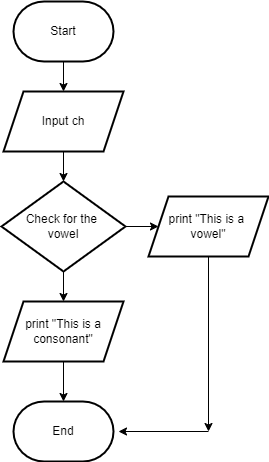 Start
Input ch
Check for the
vowel
print "This is a
vowel"
print "This is a
consonant"
End